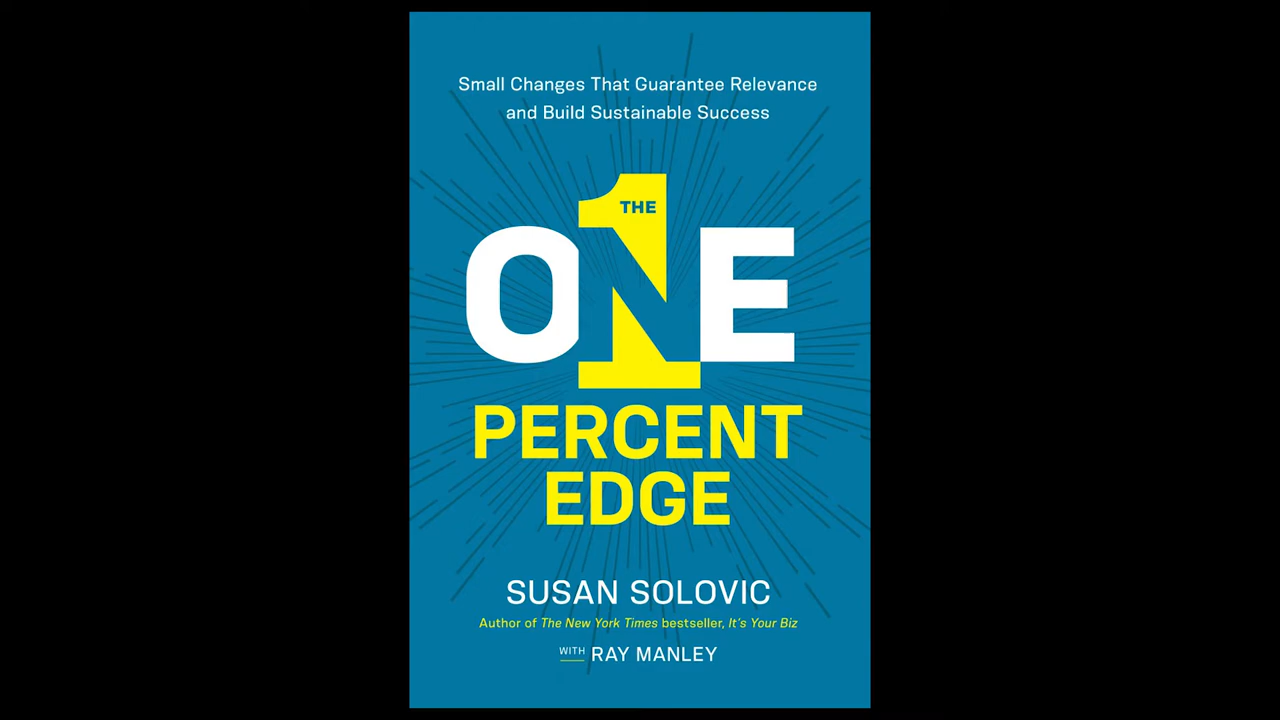 Small Changes That Guarantee Relevance
and Build Sustainable Success
THE
ONE
PERCENT
EDGE
SUSAN SOLOVIC
Author of The New York Times bestseller, It's Your Biz
WITH RAY MANLEY